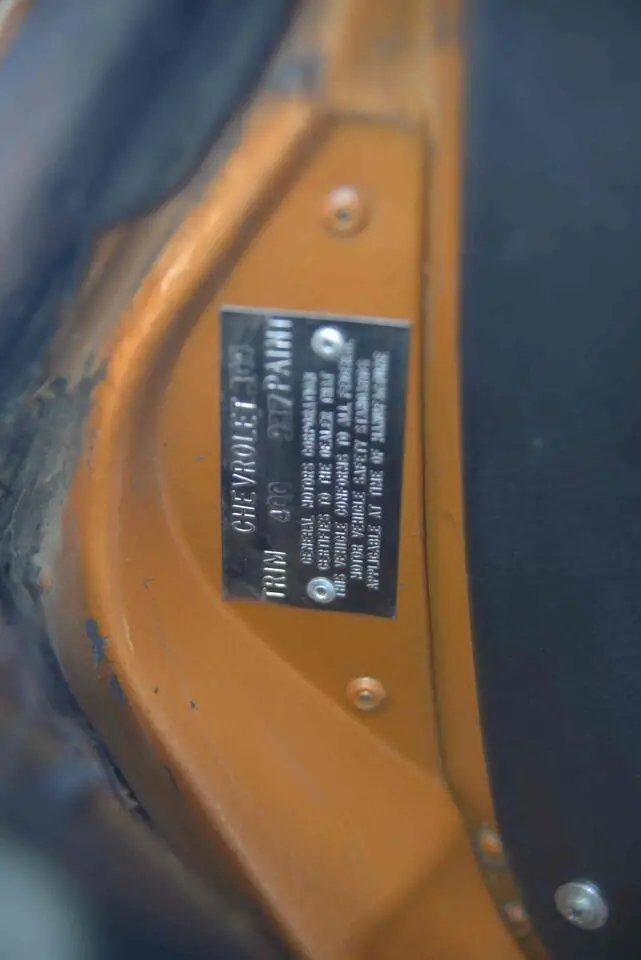 CHEVROLET
TRIM 400 PAINT
GENERAL MOTORS CORPORATION
CERTIFIES TO THE DEALER THAT
THIS VEHICLE CONFORMS TO ALL FEDERAL
MOTOR VEHICLE SAFETY STANDARDS
APPLICABLE AT TIME OF MANUFACTURE